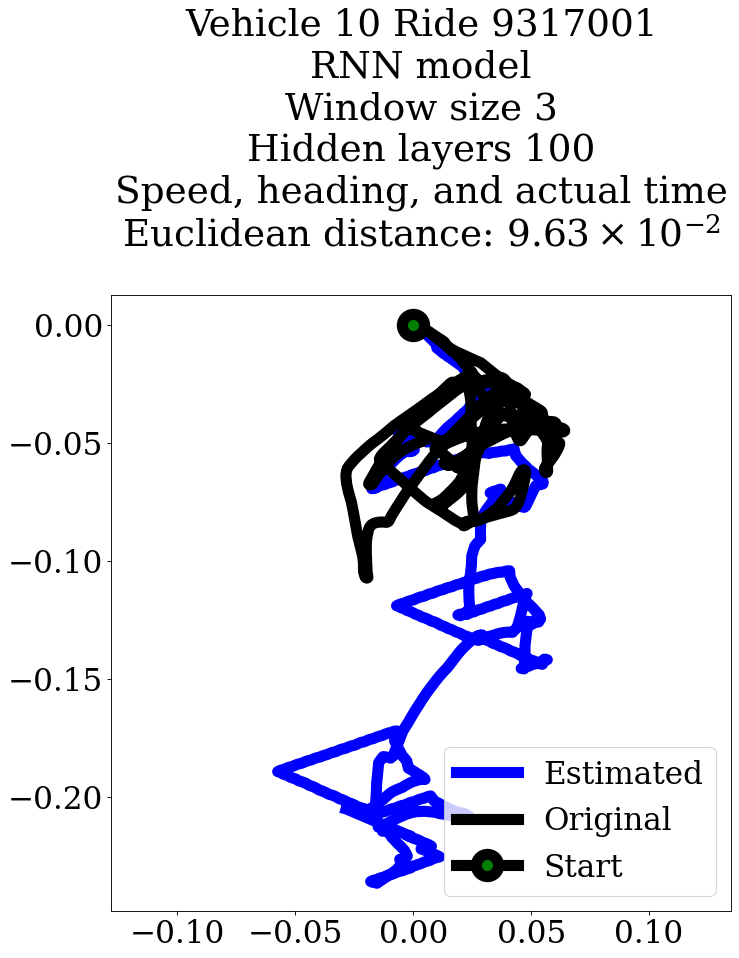 Vehicle 10 Ride 9317001
RNN model
Window size 3
Hidden layers 100
Speed, heading, and actual time
Euclidean distance: 9.63 × 10⁻²
0.00
−0.05
−0.10
−0.15
−0.20
Estimated
Original
Start
−0.10 −0.05 0.00 0.05 0.10